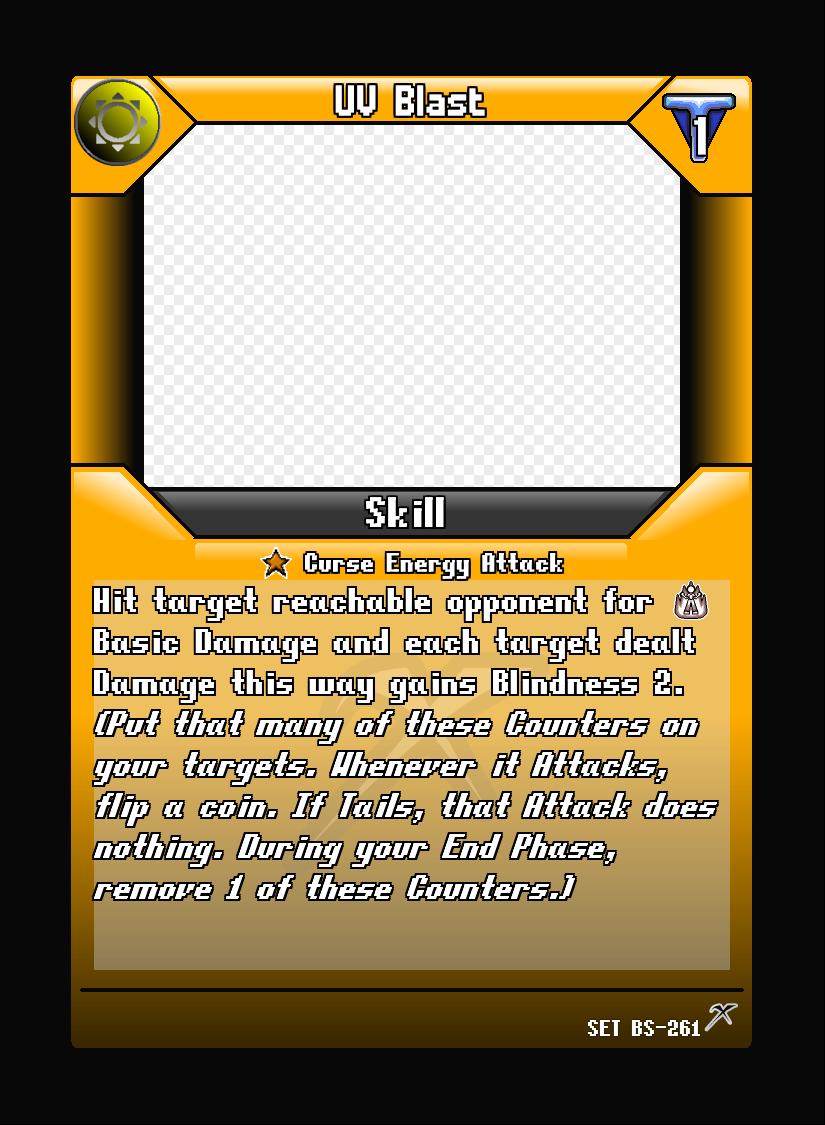 UV Blast
1
Skill
Curse Energy Attack
Hit target reachable opponent for
Basic Damage and each target dealt
Damage this way gains Blindness 2.
(Put that many of these Counters on
your targets. Whenever it Attacks,
flip a coin. If Tails, that Attack does
nothing. During your End Phase,
remove 1 of these Counters.)
SET BS-261